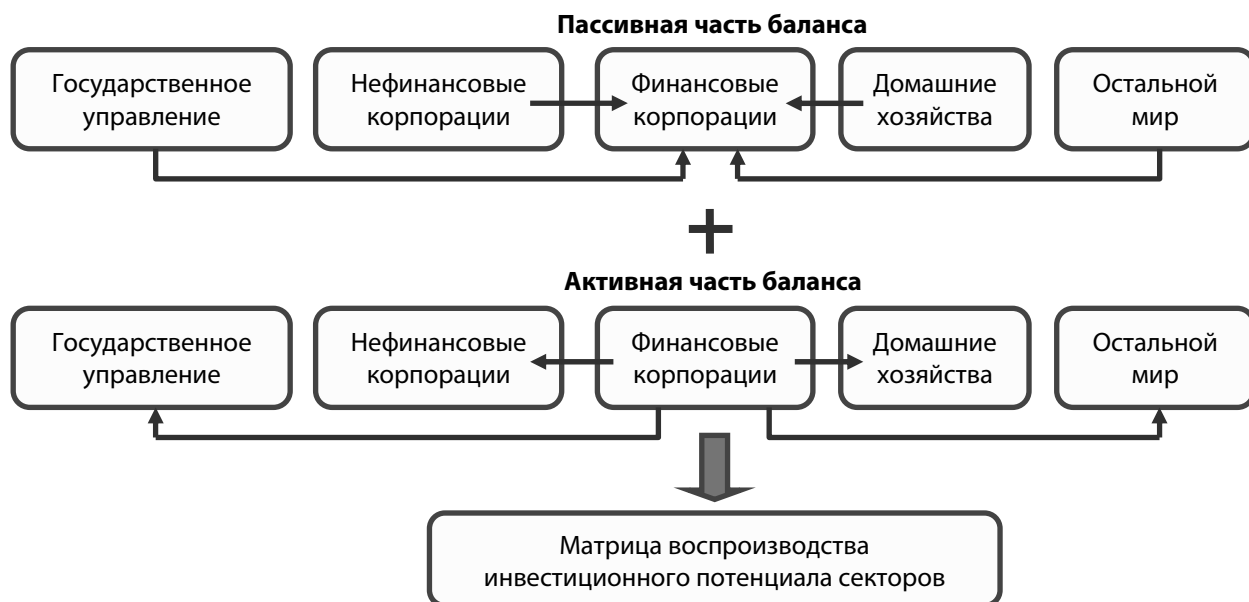 Пассивная часть баланса
Государственное
управление
Нефинансовые
корпорации
Финансовые
корпорации
Домашние
хозяйства
Остальной
мир
+
Активная часть баланса
Государственное
управление
Нефинансовые
корпорации
Финансовые
корпорации
Домашние
хозяйства
Остальной
мир
Матрица воспроизводства
инвестиционного потенциала секторов